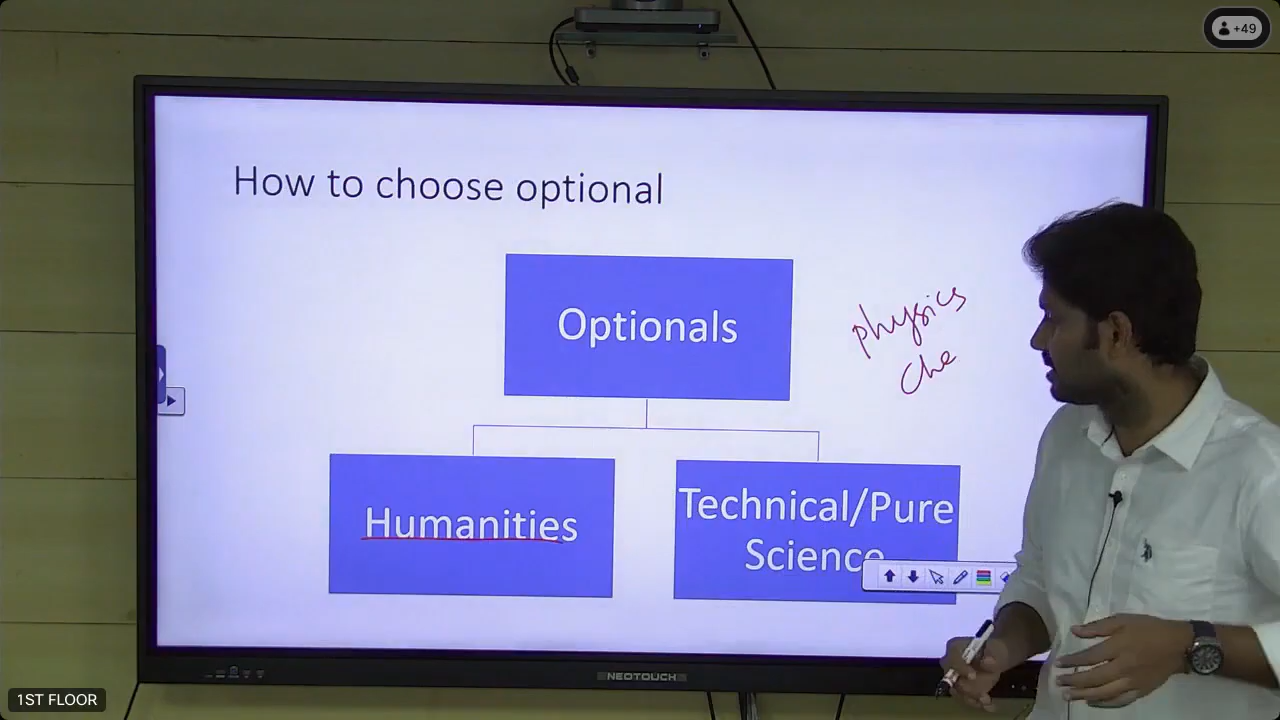 +49
How to choose optional
Optionals
physics
Che
Humanities
Technical/Pure
Science
NEOTOUCH
1ST FLOOR